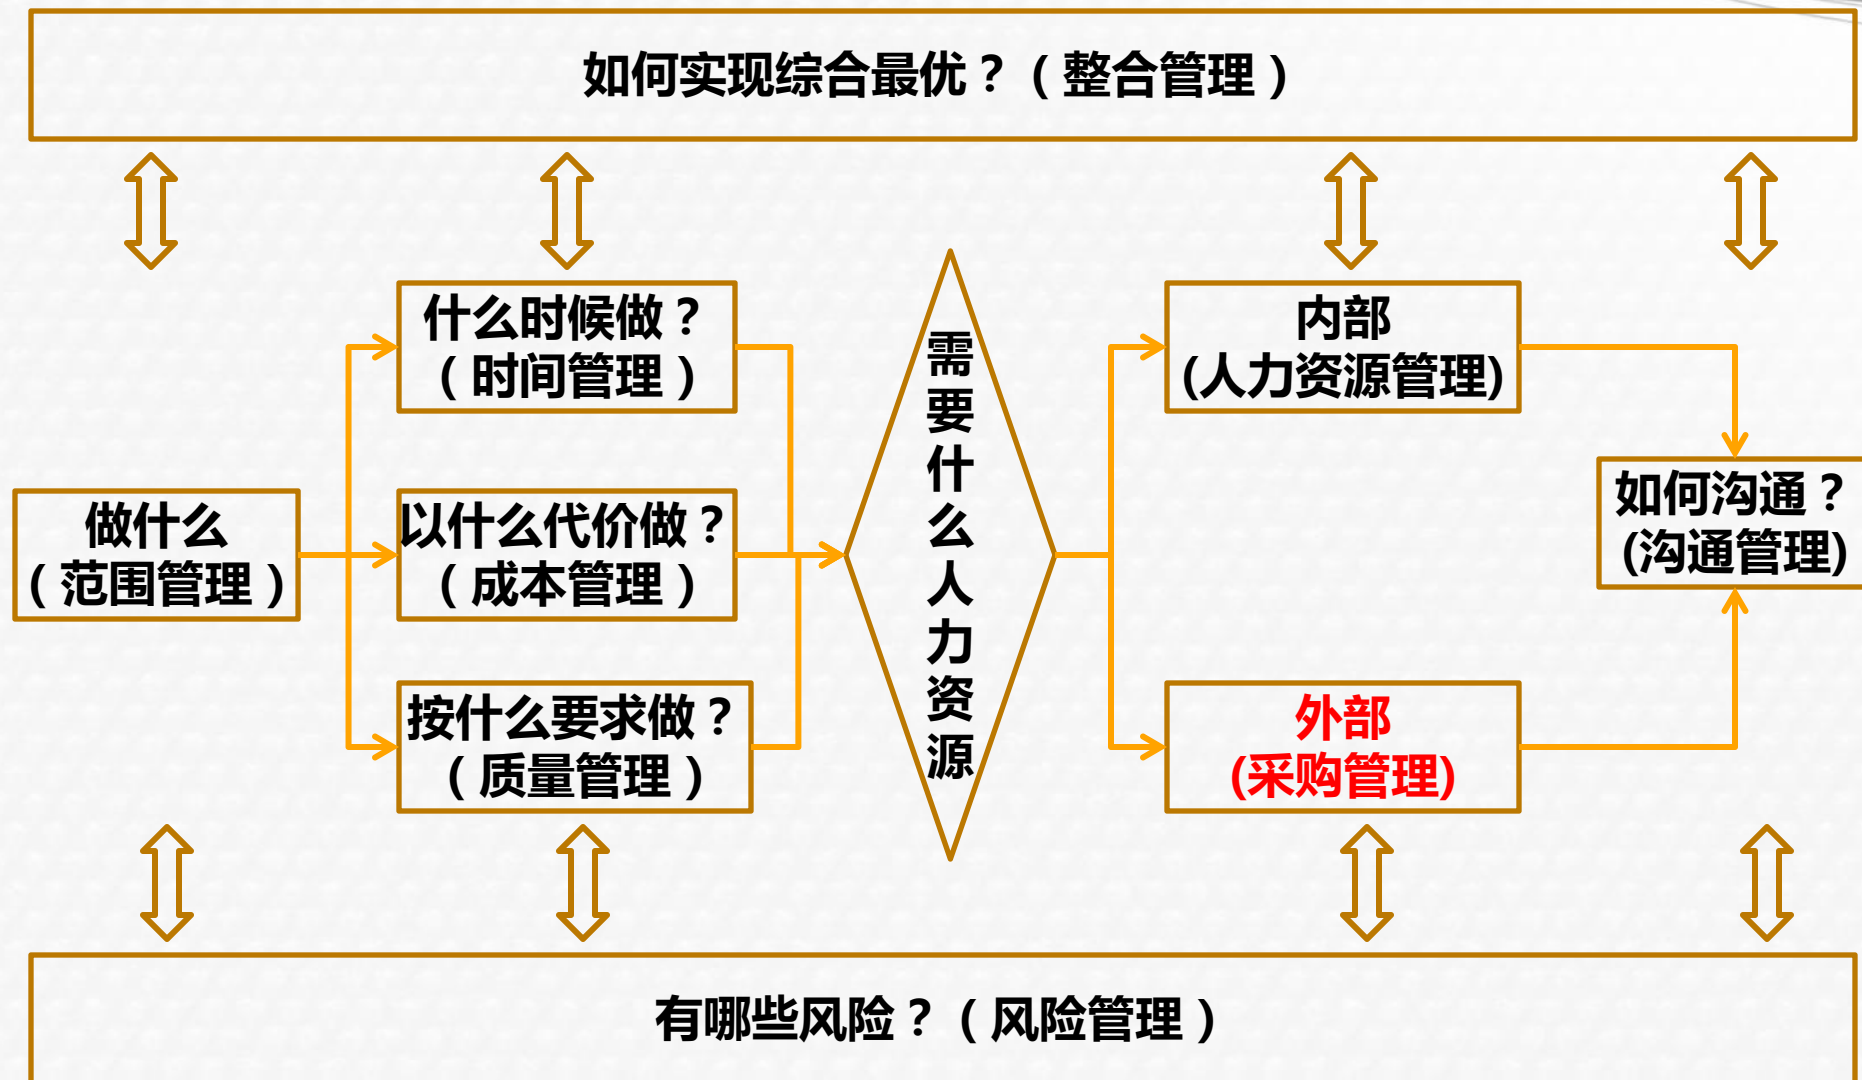 如何实现综合最优？（整合管理）
什么时候做？
（时间管理）
内部
(人力资源管理)
做什么
（范围管理）
以什么代价做？
（成本管理）
需
要
什
么
人
力
资
源
如何沟通？
(沟通管理)
按什么要求做？
（质量管理）
外部
(采购管理)
有哪些风险？（风险管理）